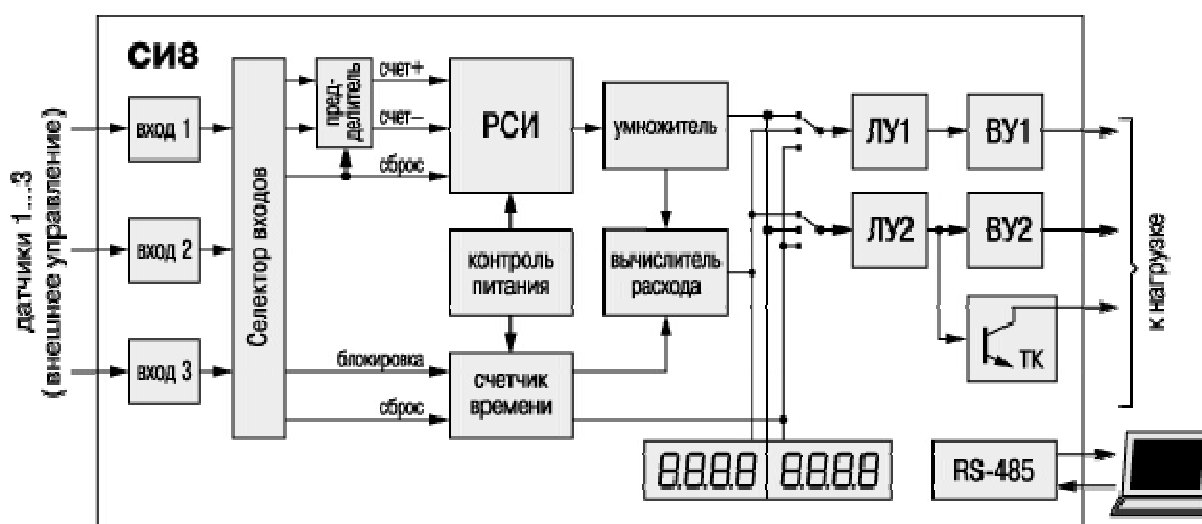 СИ8
датчики 1...3
(внешнее управление)
вход 1
вход 2
вход 3
Селектор входов
пред-
делитель
счет+
счет–
сброс
РСИ
умножитель
контроль
питания
вычислитель
расхода
блокировка
сброс
счетчик
времени
ЛУ1
ВУ1
ЛУ2
ВУ2
ТК
к нагрузке
8.8.8.8 8.8.8.8
RS-485